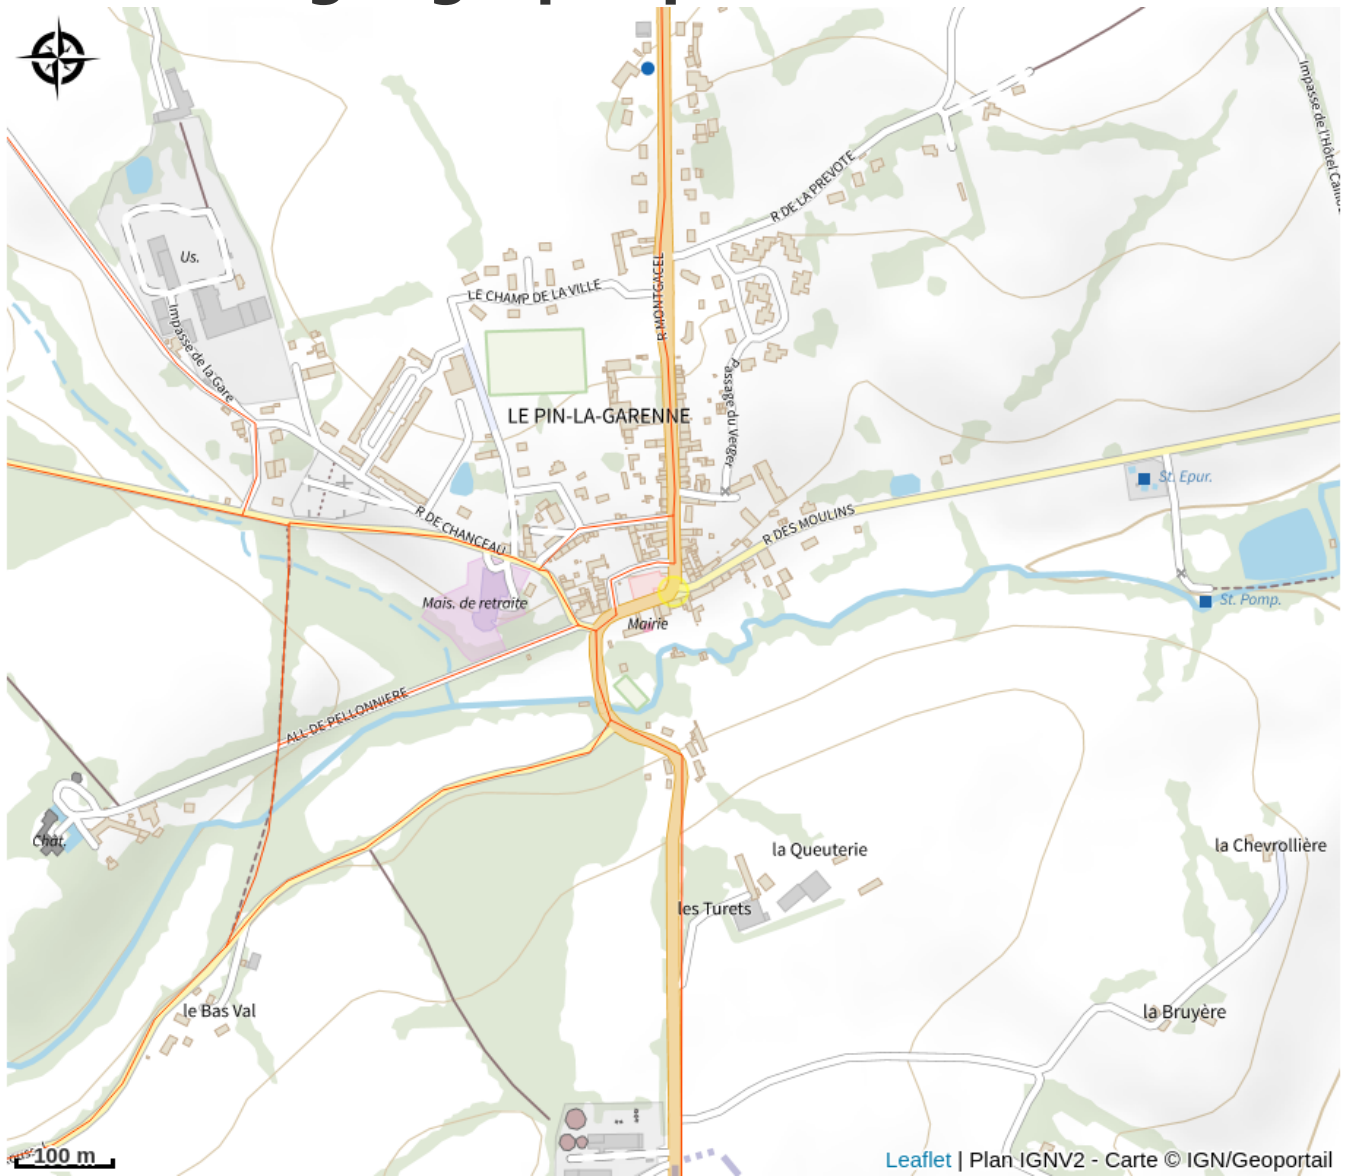 Impasse de l'Hôtel
R DE LA PREVOTE
Us.
R MONTGACEL
LE CHAMP DE LA VILLE
Impasse de la Gare
Passage du Verger
LE PIN-LA-GARENNE
St. Epur.
R DE CHANCEAU
R DES MOULINS
Mais. de retraite
St. Pomp.
Mairie
ALL DE PELLONNIERE
Chât.
la Queuterie
la Chevrollière
les Turets
le Bas Val
la Bruyère
100 m
Leaflet | Plan IGNV2 - Carte © IGN/Geoportail